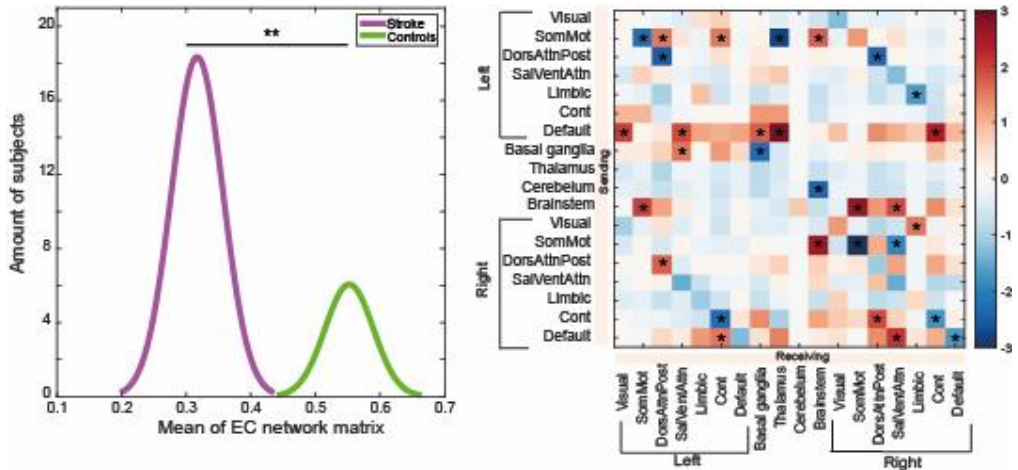 20
16
12
8
4
0
0.1 0.2 0.3 0.4 0.5 0.6 0.7
Amount of subjects
Mean of EC network matrix
**
Stroke
Controls
Left
Sending
Right
Visual
SomMot
DorsAttnPost
SalVentAttn
Limbic
Cont
Default
Basal ganglia
Thalamus
Cerebelum
Brainstem
Visual
SomMot
DorsAttnPost
SalVentAttn
Limbic
Cont
Default
Receiving
Visual
SomMot
DorsAttnPost
SalVentAttn
Limbic
Cont
Default
Basal ganglia
Thalamus
Cerebelum
Brainstem
Visual
SomMot
DorsAttnPost
SalVentAttn
Limbic
Cont
Default
Left
Right
3
2
1
0
-1
-2
-3